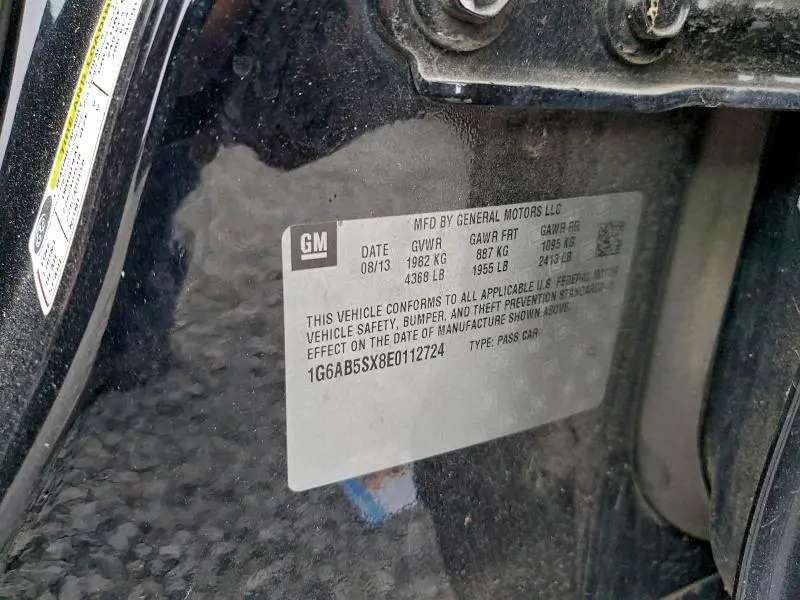 GM
MFD BY GENERAL MOTORS LLC
DATE GVWR GAWR FRT GAWR RR
08/13 1982 KG 887 KG 1095 KG
4368 LB 1955 LB 2413 LB
THIS VEHICLE CONFORMS TO ALL APPLICABLE U.S. FEDERAL MOTOR
VEHICLE SAFETY, BUMPER, AND THEFT PREVENTION STANDARDS IN
EFFECT ON THE DATE OF MANUFACTURE SHOWN ABOVE.
1G6AB5SX8E0112724 TYPE: PASS CAR